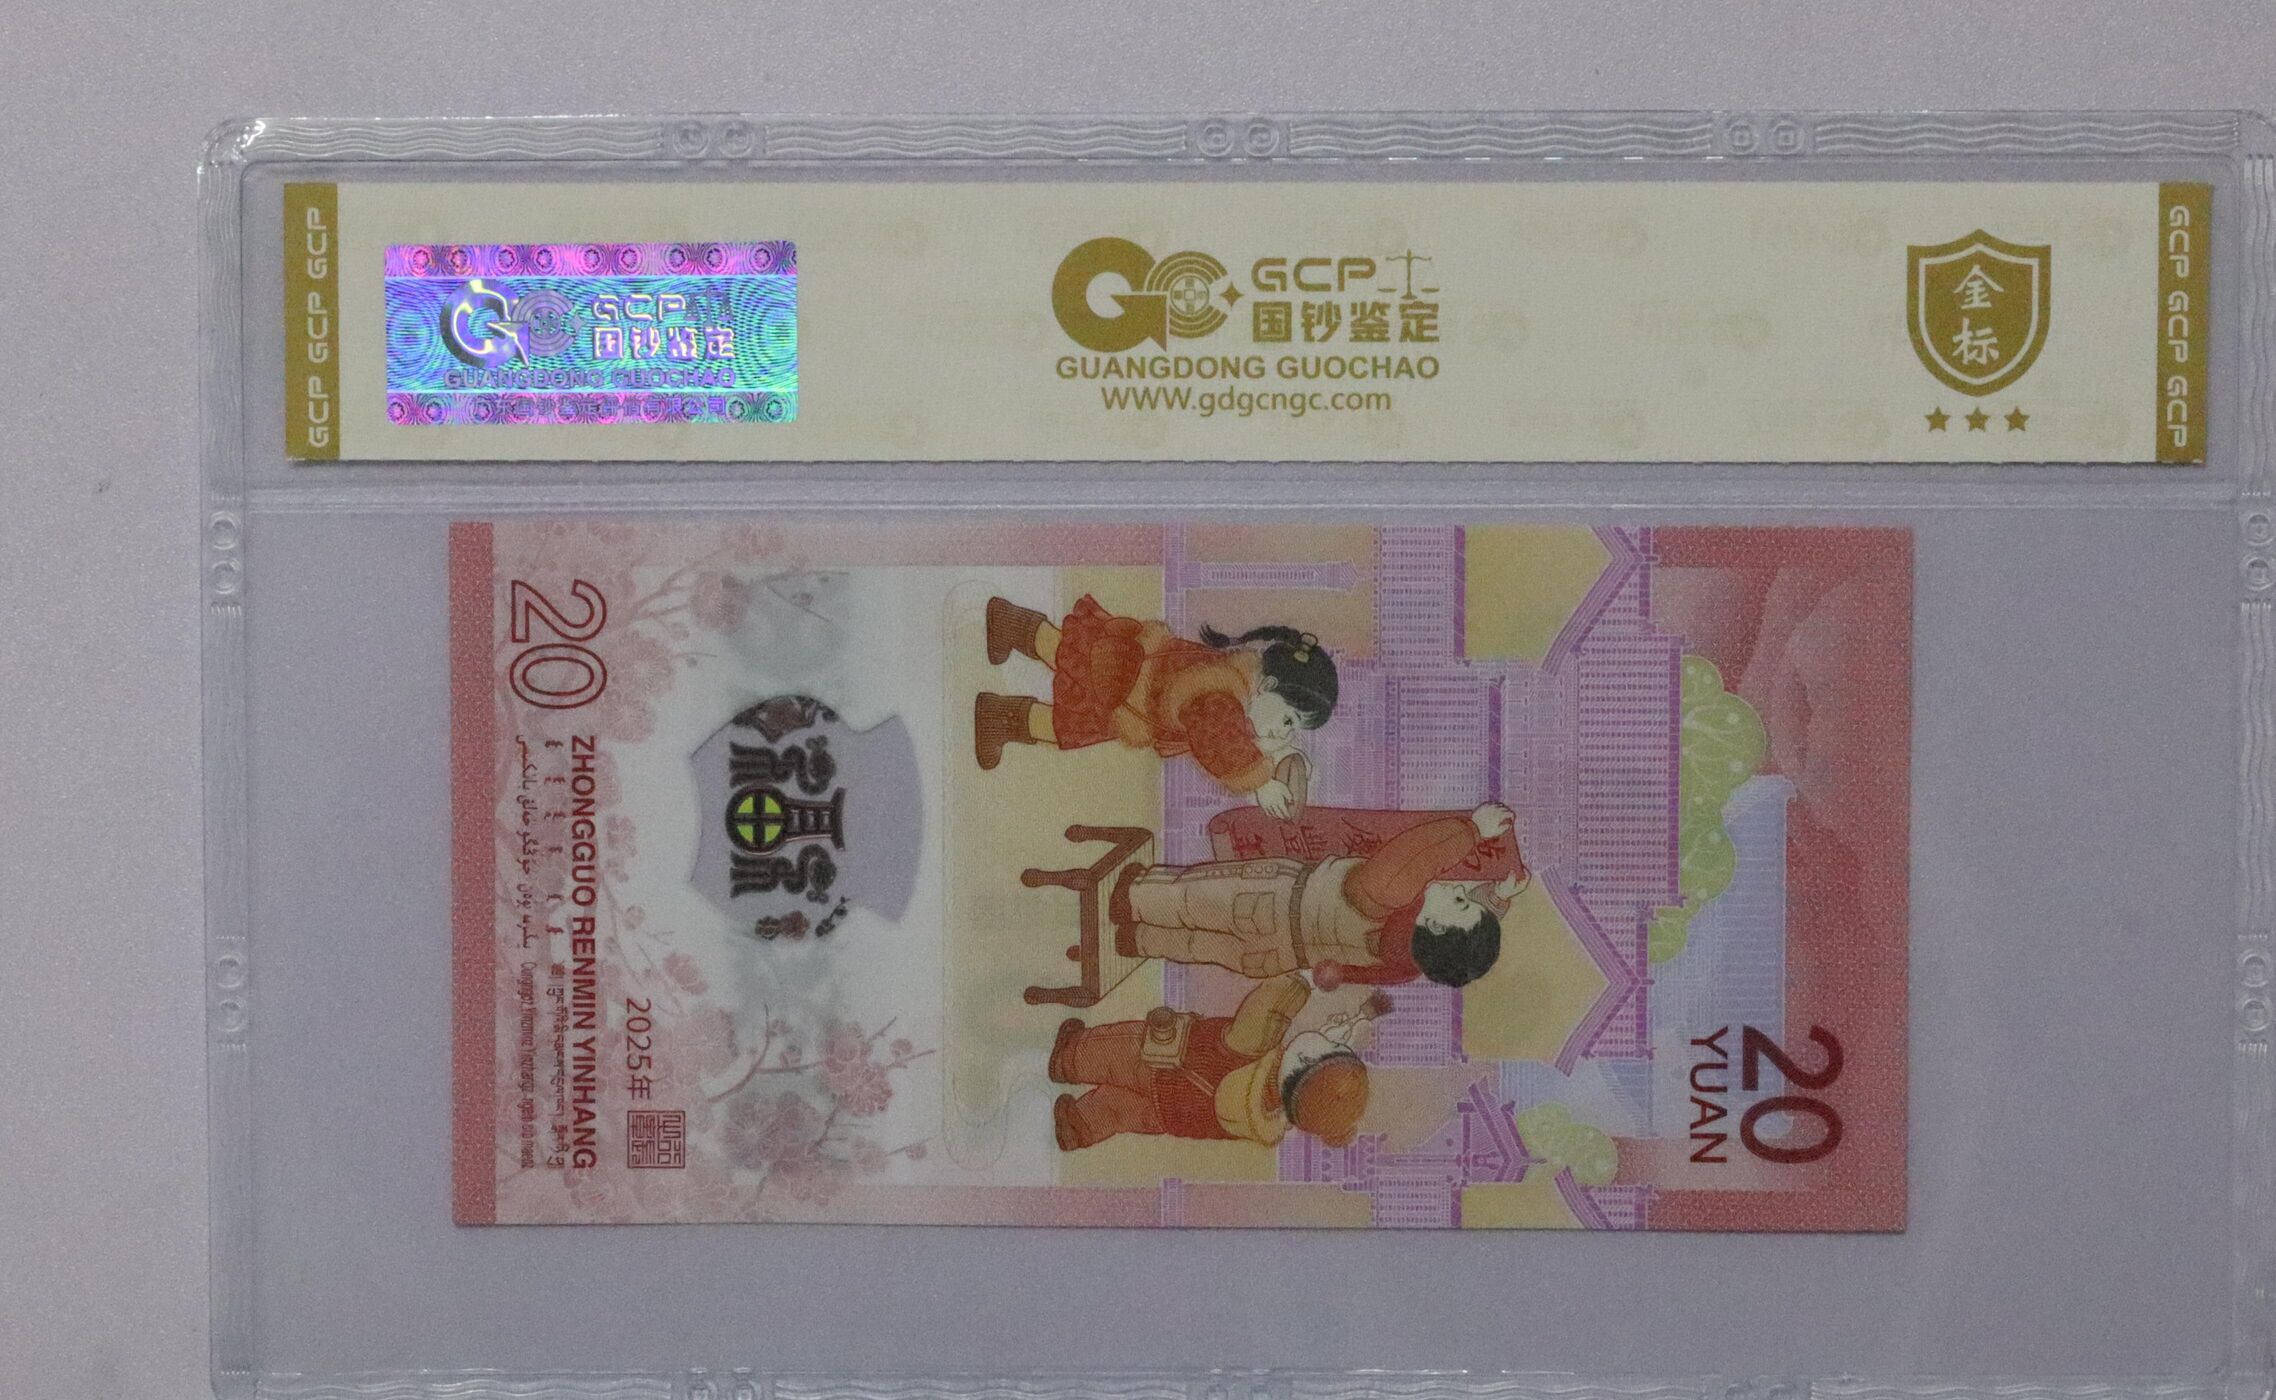 GCP GCP GCP
GCP
国钞鉴定
GUANGDONG GUOCHAO
GCP
国钞鉴定
GUANGDONG GUOCHAO
WWW.gdgcngc.com
金标
GCP GCP GCP
20
ZHONGGUO RENMIN YINHANG
2025年
20
YUAN